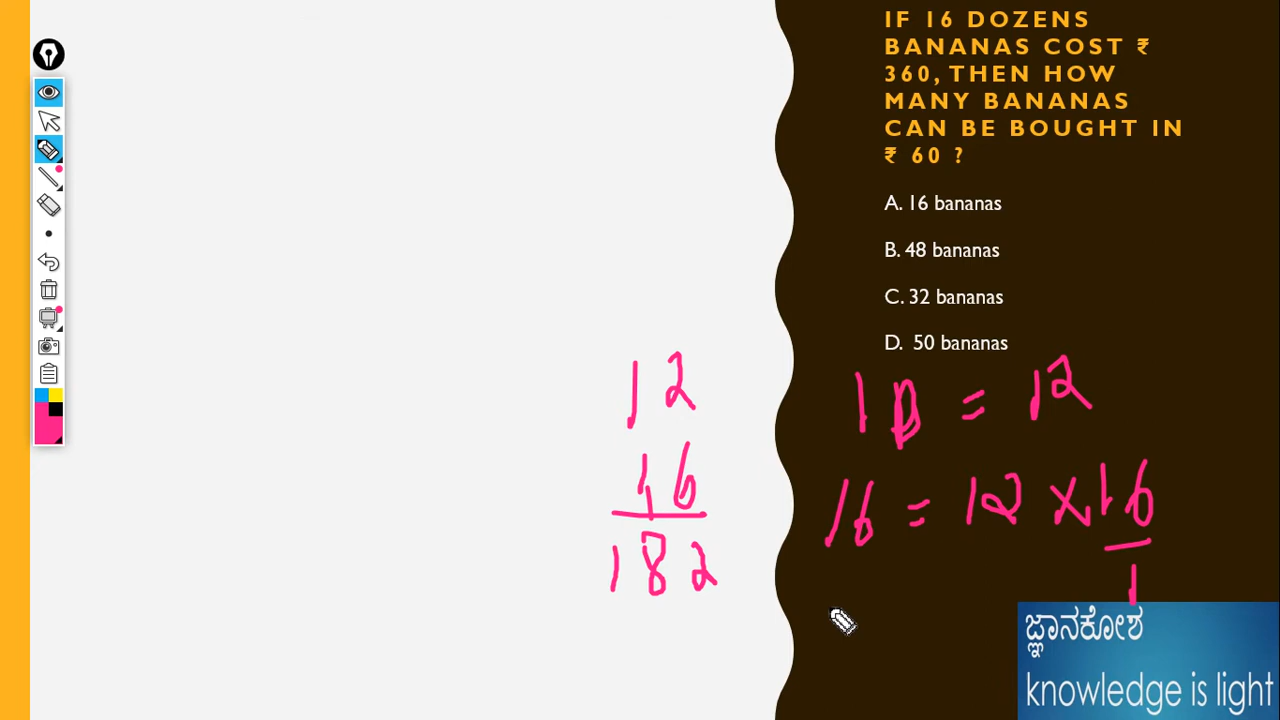 IF 16 DOZENS
BANANAS COST ₹
360, THEN HOW
MANY BANANAS
CAN BE BOUGHT IN
₹ 60 ?
A. 16 bananas
B. 48 bananas
C. 32 bananas
D. 50 bananas
1D = 12
16 = 12 × 16
1
12
16
182
ಜ್ಞಾನಕೋಶ
knowledge is light